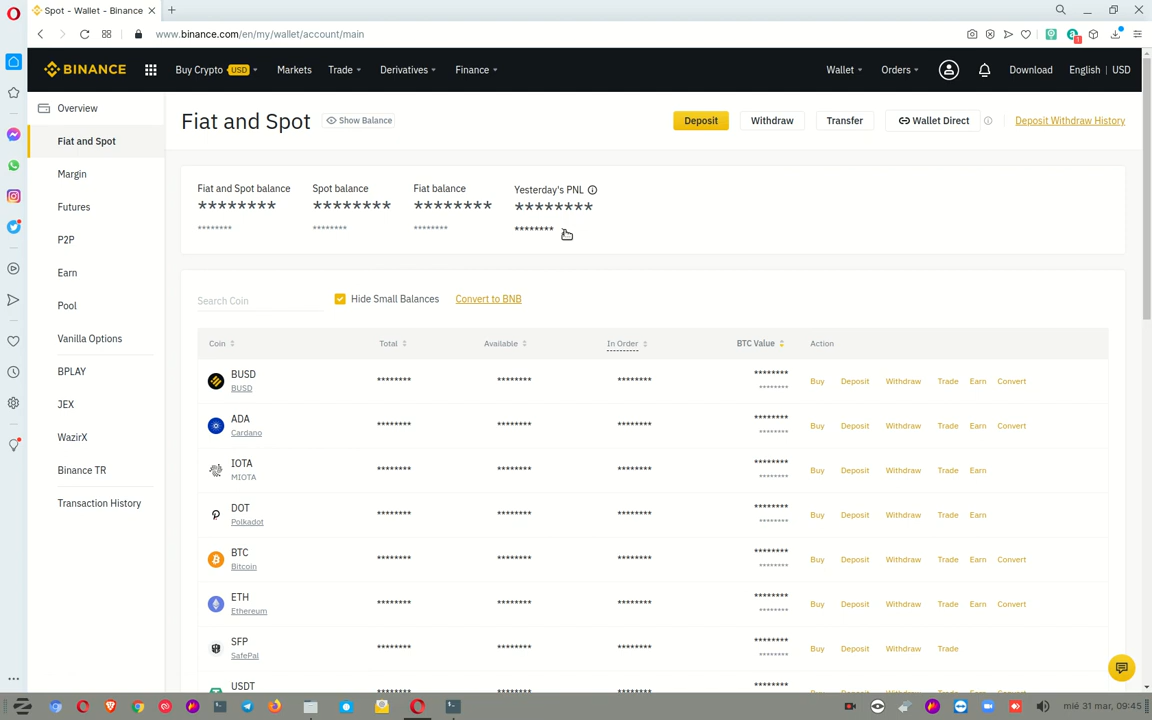 Spot - Wallet - Binance
www.binance.com/en/my/wallet/account/main
BINANCE
Buy Crypto USD
Markets
Trade
Derivatives
Finance
Wallet
Orders
Download
English | USD
Overview
Fiat and Spot
Margin
Futures
P2P
Earn
Pool
Vanilla Options
BPLAY
JEX
WazirX
Binance TR
Transaction History
Fiat and Spot
Show Balance
Deposit
Withdraw
Transfer
Wallet Direct
Deposit Withdraw History
Fiat and Spot balance
********
********
Spot balance
********
********
Fiat balance
********
********
Yesterday's PNL
********
********
Search Coin
Hide Small Balances
Convert to BNB
Coin Total Available In Order BTC Value Action
BUSD
BUSD
******** ******** ******** ********
********
Buy Deposit Withdraw Trade Earn Convert
ADA
Cardano
******** ******** ******** ********
********
Buy Deposit Withdraw Trade Earn Convert
IOTA
MIOTA
******** ******** ******** ********
********
Buy Deposit Withdraw Trade Earn
DOT
Polkadot
******** ******** ******** ********
********
Buy Deposit Withdraw Trade Earn
BTC
Bitcoin
******** ******** ******** ********
********
Buy Deposit Withdraw Trade Earn Convert
ETH
Ethereum
******** ******** ******** ********
********
Buy Deposit Withdraw Trade Earn Convert
SFP
SafePal
******** ******** ******** ********
********
Buy Deposit Withdraw Trade
USDT
******** ******** ******** ********
mié 31 mar, 09:45